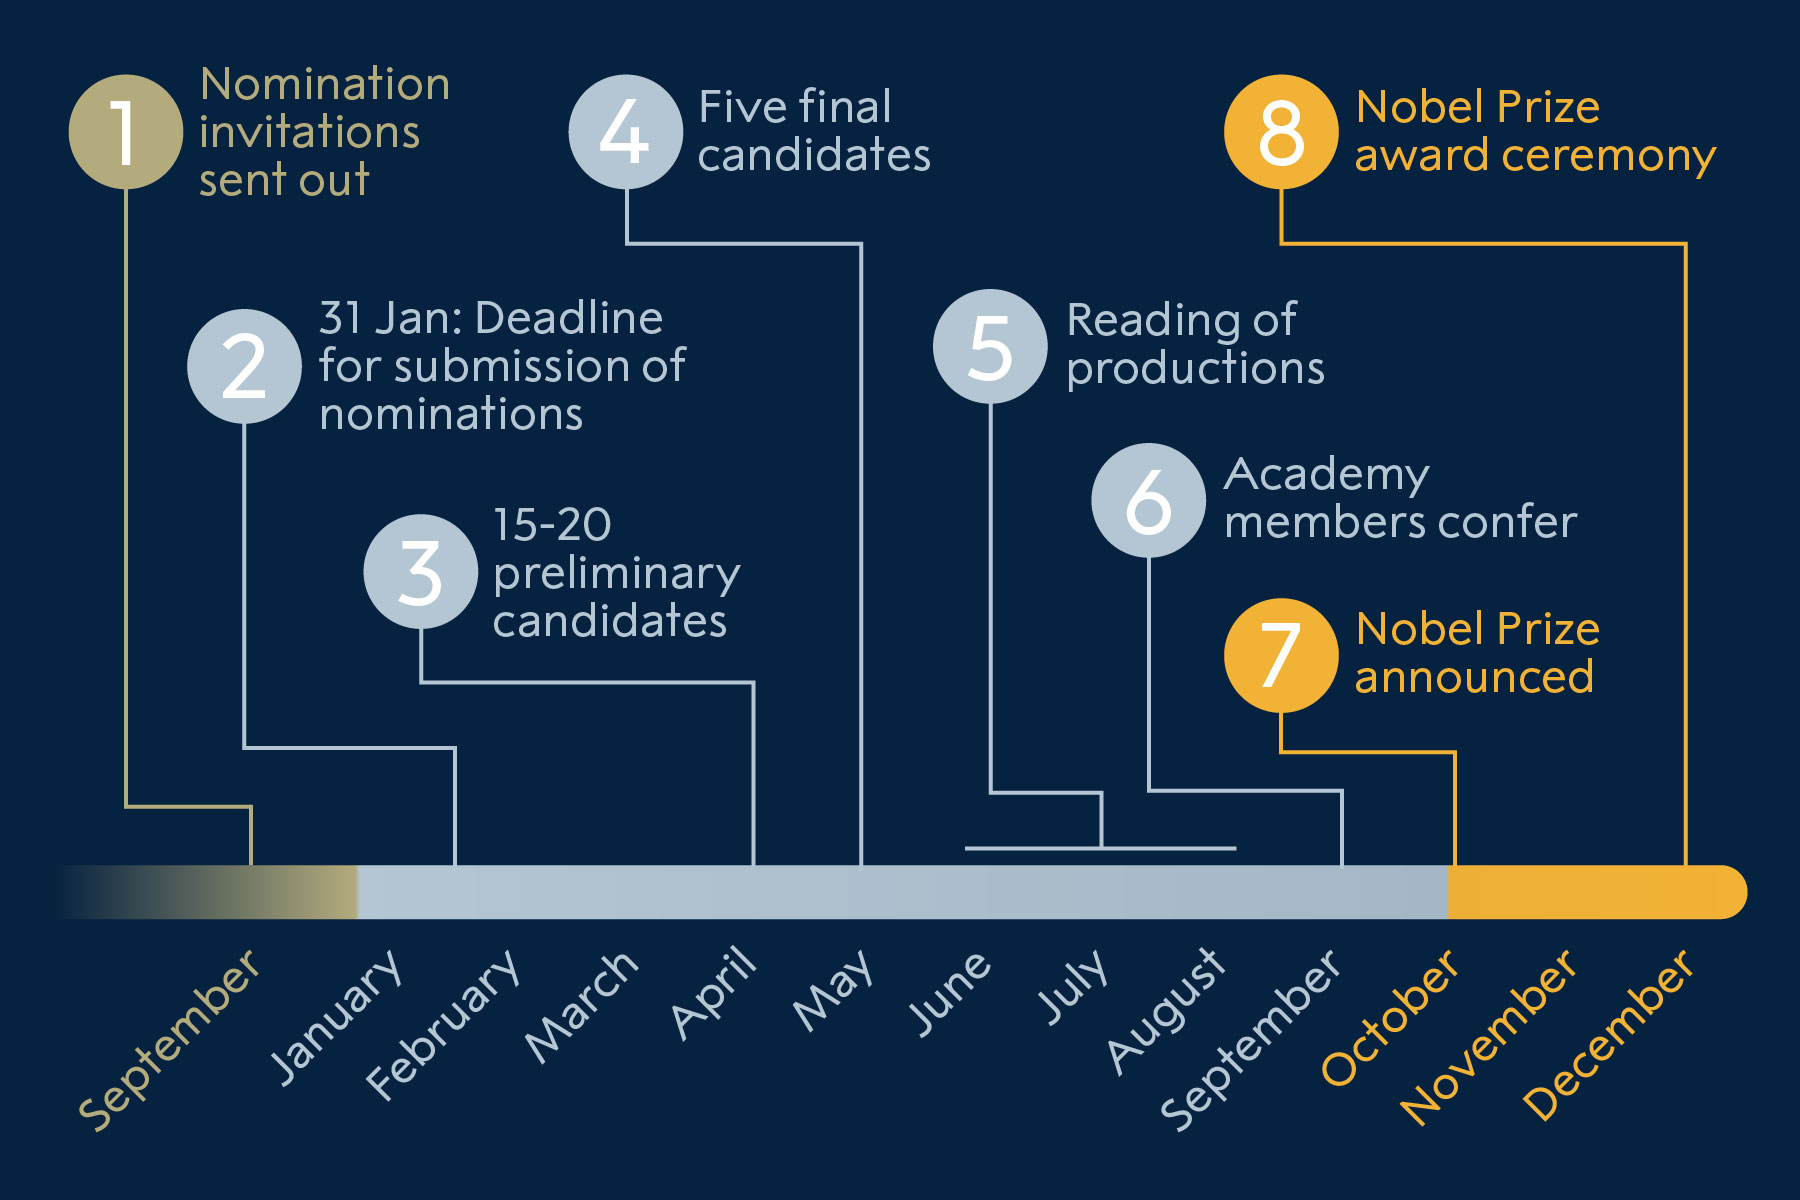 1
Nomination
invitations
sent out
2
31 Jan: Deadline
for submission of
nominations
3
15-20
preliminary
candidates
4
Five final
candidates
5
Reading of
productions
6
Academy
members confer
7
Nobel Prize
announced
8
Nobel Prize
award ceremony
September
January
February
March
April
May
June
July
August
September
October
November
December